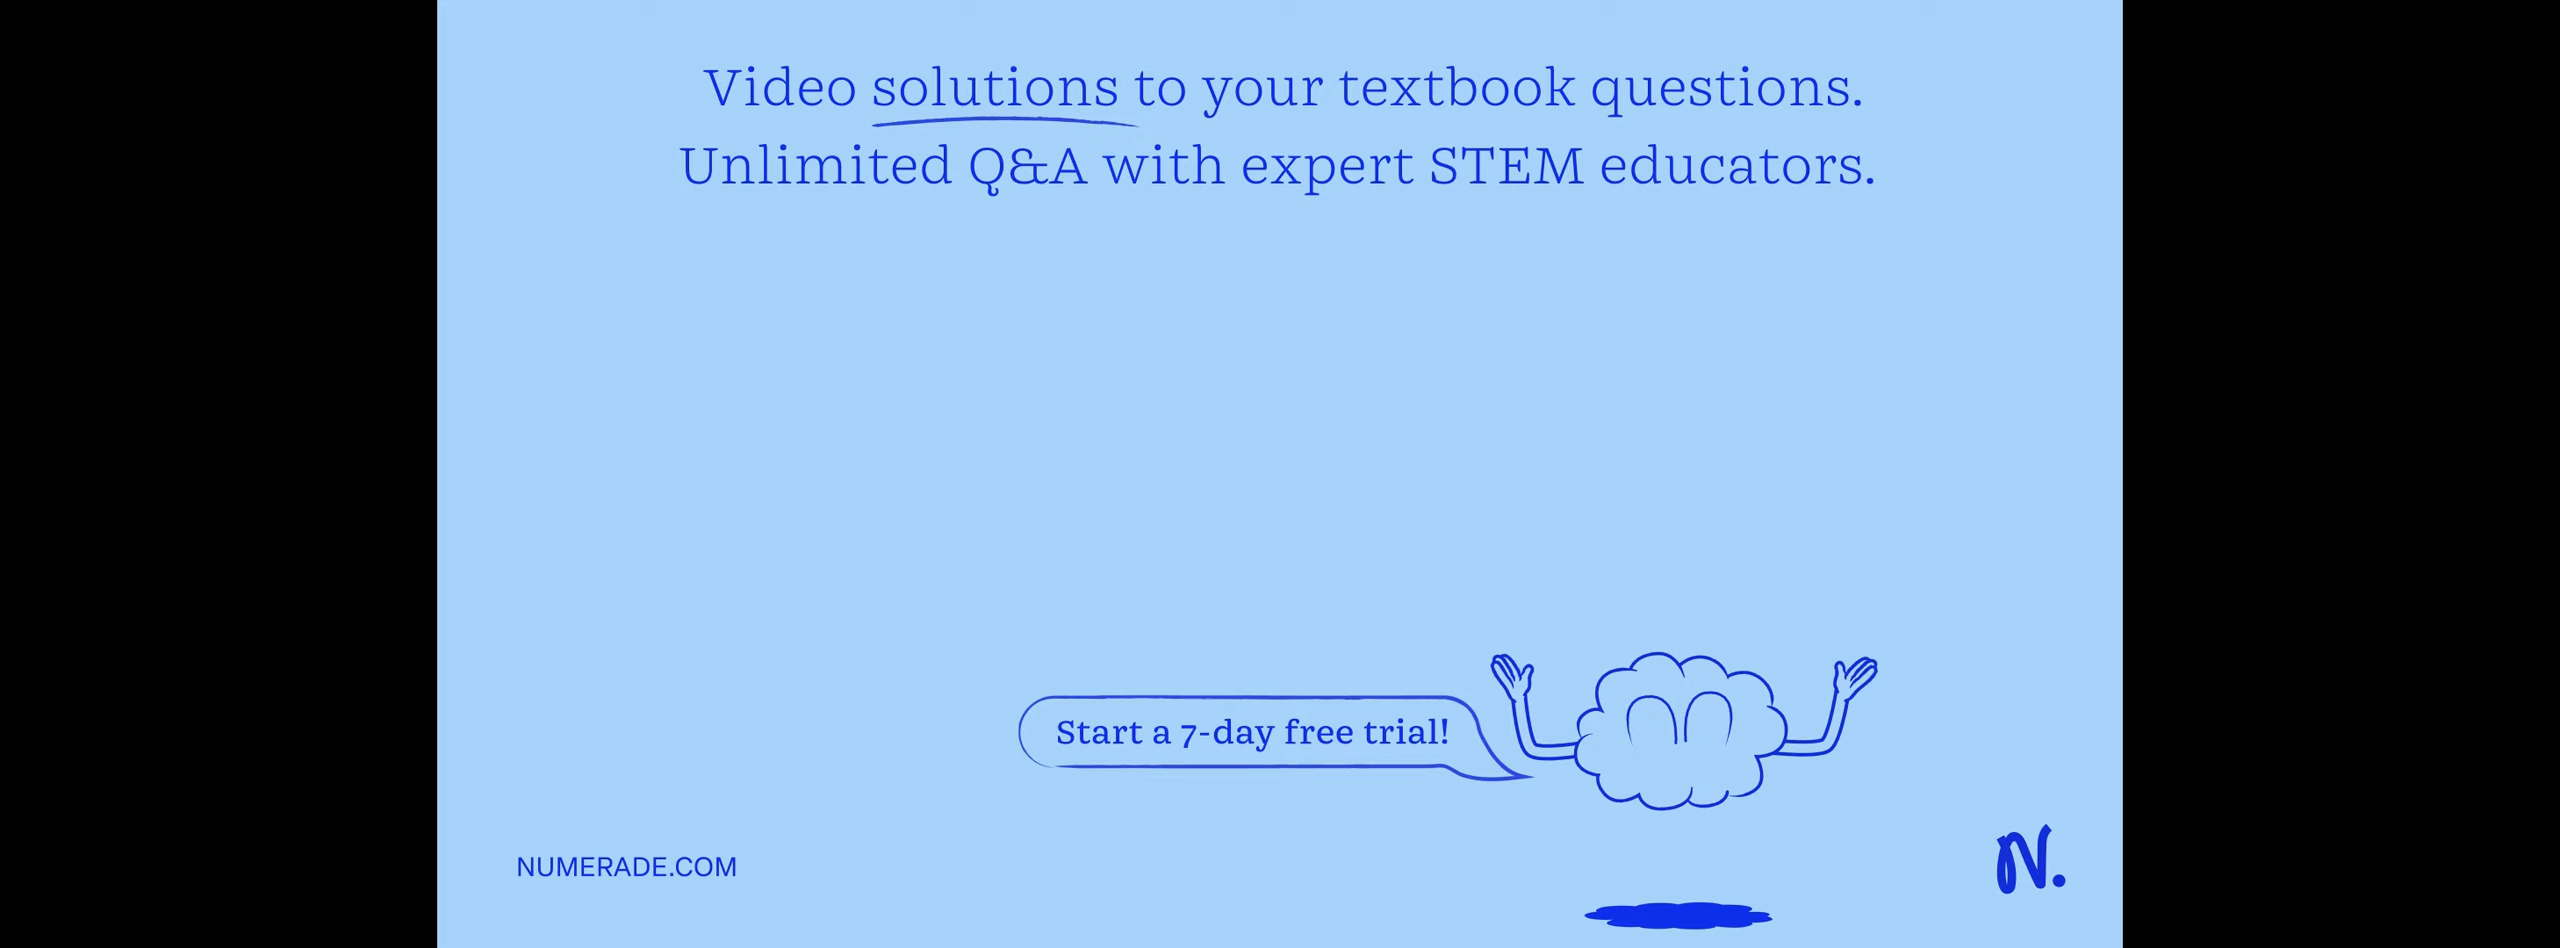 Video solutions to your textbook questions.
Unlimited Q&A with expert STEM educators.
Start a 7-day free trial!
NUMERADE.COM
N.